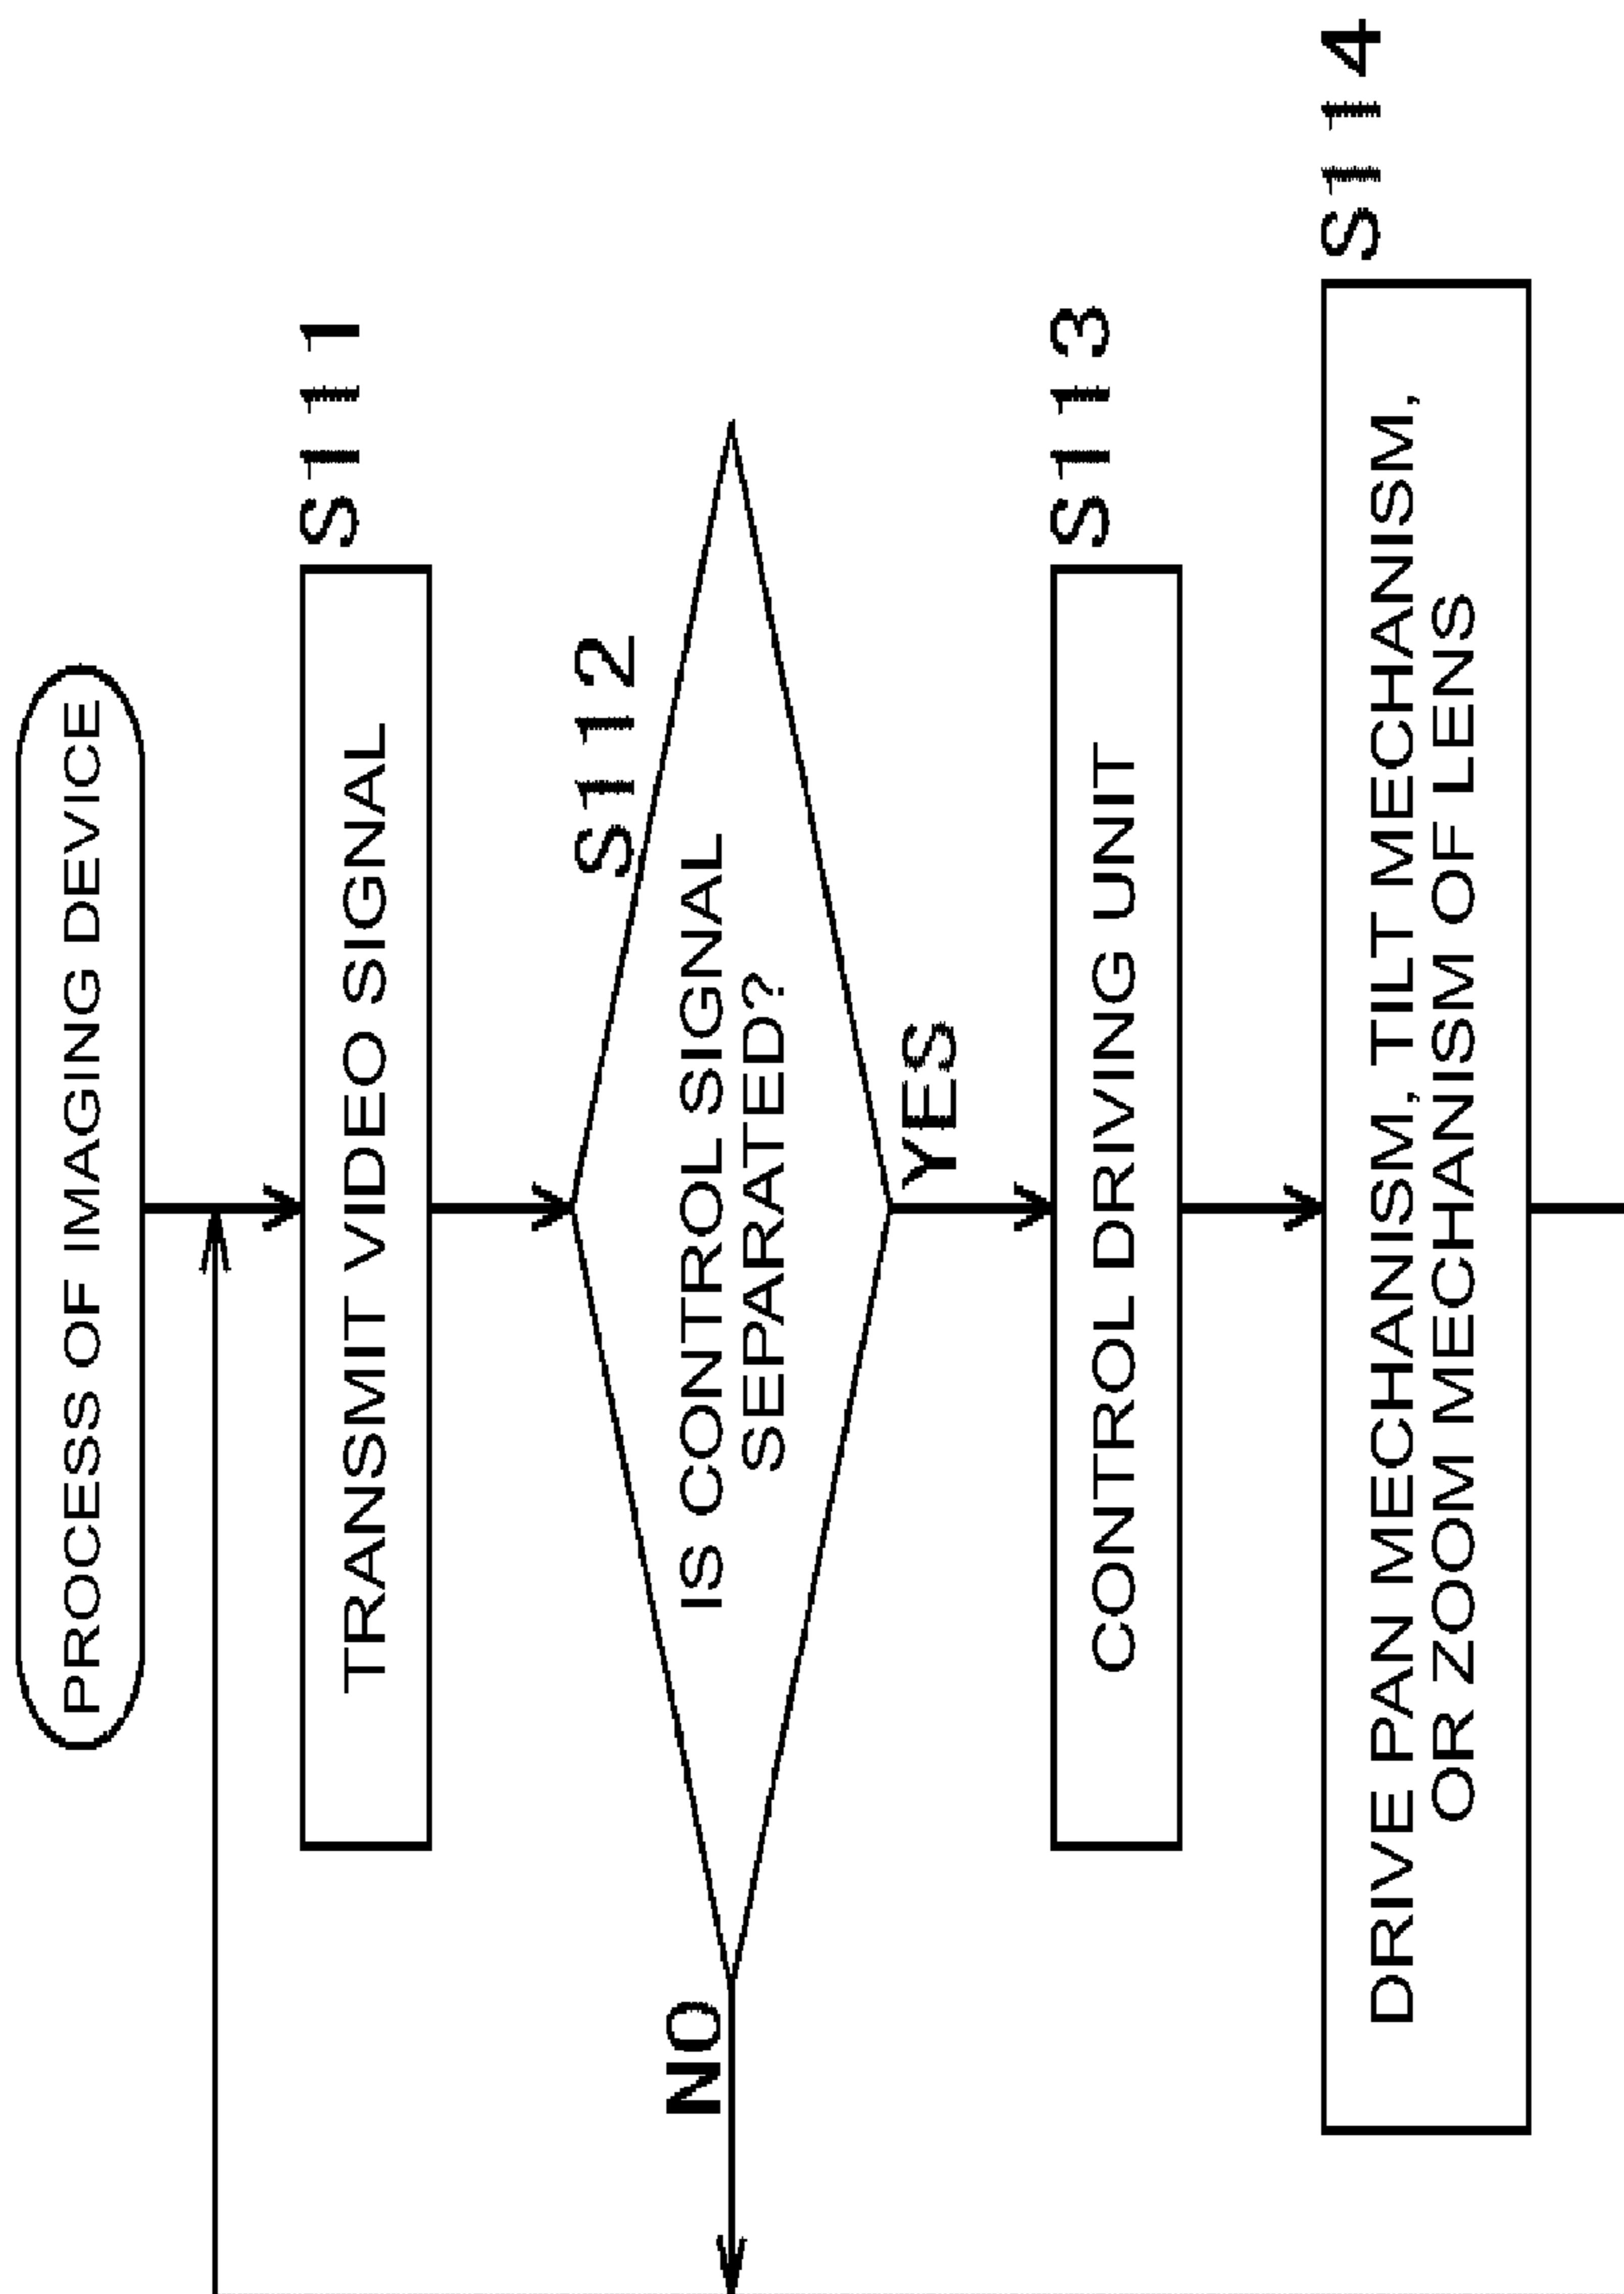 PROCESS OF IMAGING DEVICE
S111
TRANSMIT VIDEO SIGNAL
S112
IS CONTROL SIGNAL
SEPARATED?
NO
YES
S113
CONTROL DRIVING UNIT
S114
DRIVE PAN MECHANISM, TILT MECHANISM,
OR ZOOM MECHANISM OF LENS